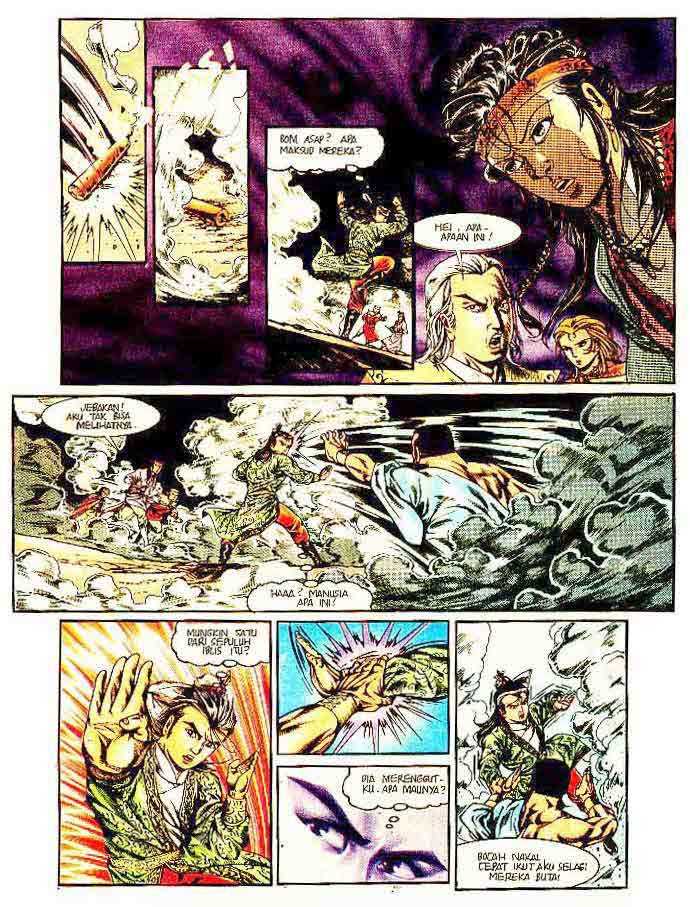 BOM ASAP? APA
MAKSUD MEREKA?
HEI, APA-
APAAN INI!
JEBAKAN!
AKU TAK BISA
MELIHATNYA
HAAA? MANUSIA
APA INI!
MUNGKIN SATU
DARI SEPULUH
IBLIS ITU?
DIA MERENGGUT-
KU. APA MAUNYA?
BOCAH NAKAL
CEPAT IKUT AKU SELAGI
MEREKA BUTA!